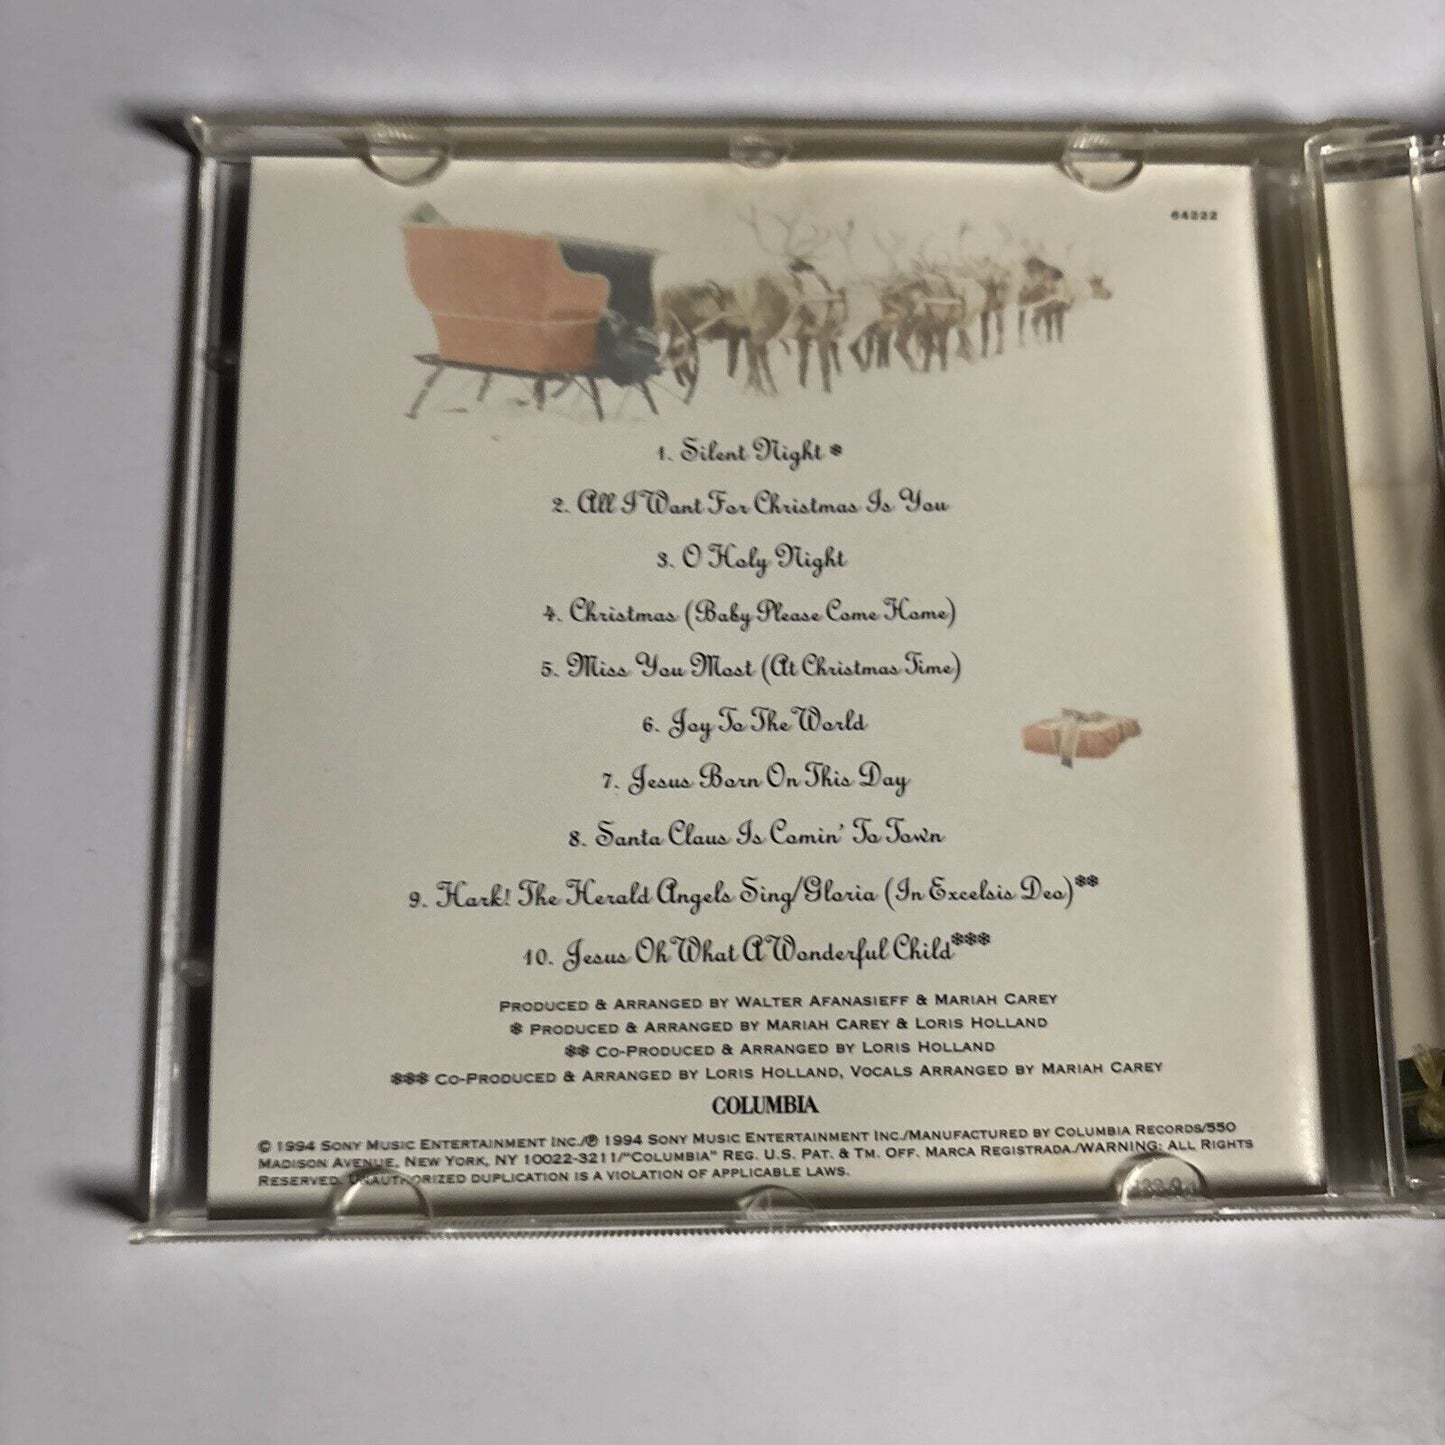 64222
1. Silent Night *
2. All I Want For Christmas Is You
3. O Holy Night
4. Christmas (Baby Please Come Home)
5. Miss You Most (At Christmas Time)
6. Joy To The World
7. Jesus Born On This Day
8. Santa Claus Is Comin' To Town
9. Hark! The Herald Angels Sing/Gloria (In Excelsis Deo)**
10. Jesus Oh What A Wonderful Child***
PRODUCED & ARRANGED BY WALTER AFANASIEFF & MARIAH CAREY
* PRODUCED & ARRANGED BY MARIAH CAREY & LORIS HOLLAND
** CO-PRODUCED & ARRANGED BY LORIS HOLLAND
*** CO-PRODUCED & ARRANGED BY LORIS HOLLAND, VOCALS ARRANGED BY MARIAH CAREY
COLUMBIA
© 1994 SONY MUSIC ENTERTAINMENT INC./℗ 1994 SONY MUSIC ENTERTAINMENT INC./MANUFACTURED BY COLUMBIA RECORDS/550
MADISON AVENUE, NEW YORK, NY 10022-3211/"COLUMBIA" REG. U.S. PAT. & TM. OFF. MARCA REGISTRADA./WARNING: ALL RIGHTS
RESERVED. UNAUTHORIZED DUPLICATION IS A VIOLATION OF APPLICABLE LAWS.